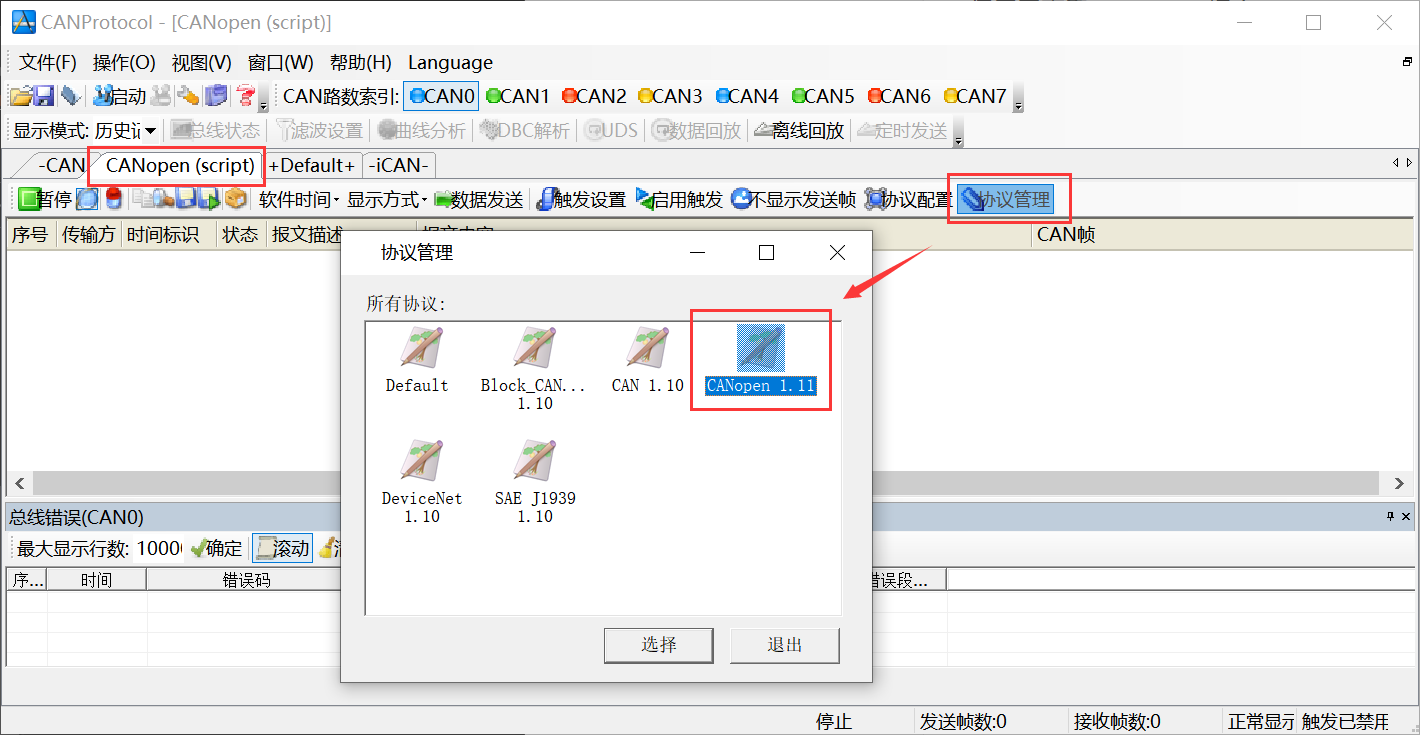 CANProtocol - [CANopen (script)]
文件(F) 操作(O) 视图(V) 窗口(W) 帮助(H) Language
启动 CAN路数索引: CAN0 CAN1 CAN2 CAN3 CAN4 CAN5 CAN6 CAN7
显示模式: 历史 总线状态 滤波设置 曲线分析 DBC解析 UDS 数据回放 离线回放 定时发送
-CAN CANopen (script) +Default+ -iCAN-
暂停 软件时间 显示方式 数据发送 触发设置 启用触发 不显示发送帧 协议配置 协议管理
序号 传输方 时间标识 状态 报文描述 报文内容 CAN帧
协议管理
所有协议:
Default Block_CAN... CAN 1.10 CANopen 1.11
1.10
DeviceNet SAE J1939
1.10 1.10
选择 退出
总线错误(CAN0)
最大显示行数: 1000 确定 滚动
序... 时间 错误码 错误段...
停止 发送帧数:0 接收帧数:0 正常显示 触发已禁用